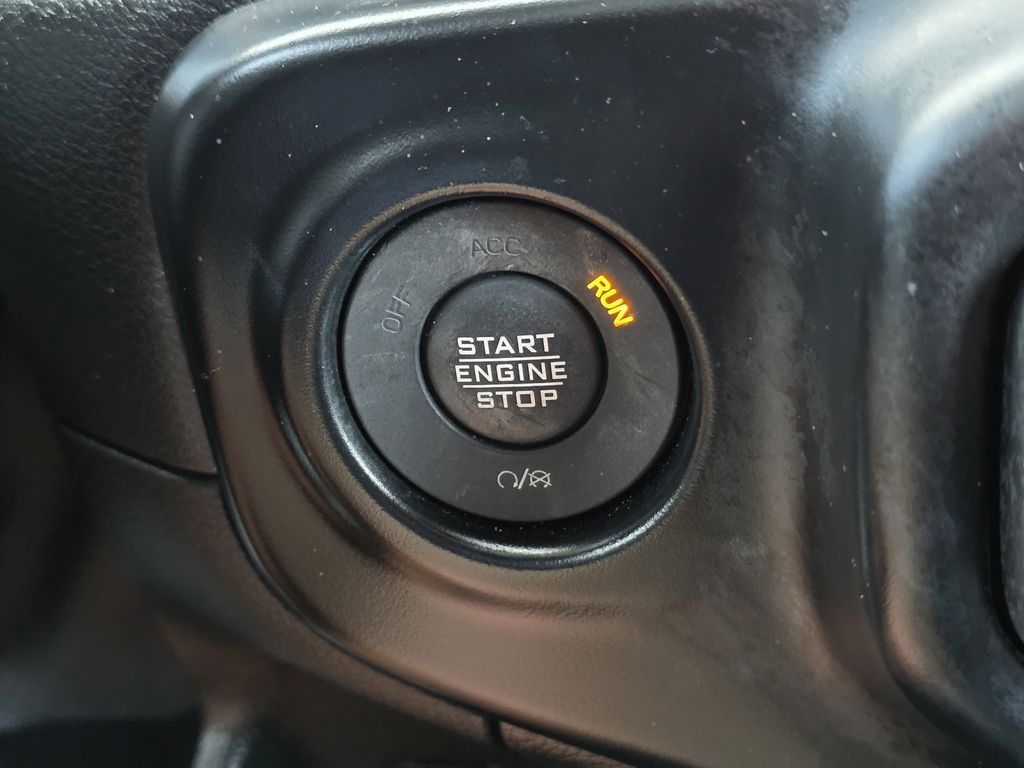 ACC
OFF
RUN
START
ENGINE
STOP